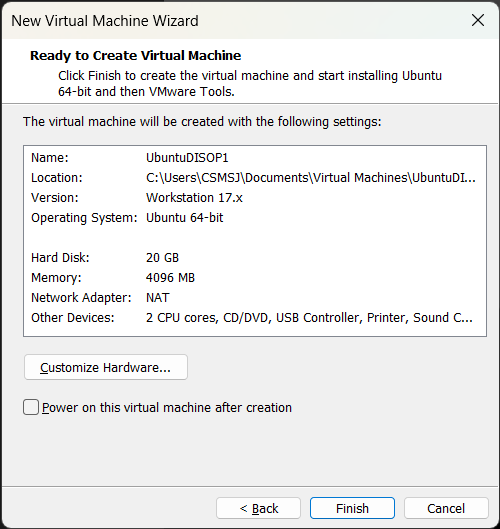 New Virtual Machine Wizard
Ready to Create Virtual Machine
Click Finish to create the virtual machine and start installing Ubuntu
64-bit and then VMware Tools.
The virtual machine will be created with the following settings:
Name: UbuntuDISOP1
Location: C:\Users\CSMSJ\Documents\Virtual Machines\UbuntuDI...
Version: Workstation 17.x
Operating System: Ubuntu 64-bit
Hard Disk: 20 GB
Memory: 4096 MB
Network Adapter: NAT
Other Devices: 2 CPU cores, CD/DVD, USB Controller, Printer, Sound C...
Customize Hardware...
Power on this virtual machine after creation
< Back Finish Cancel